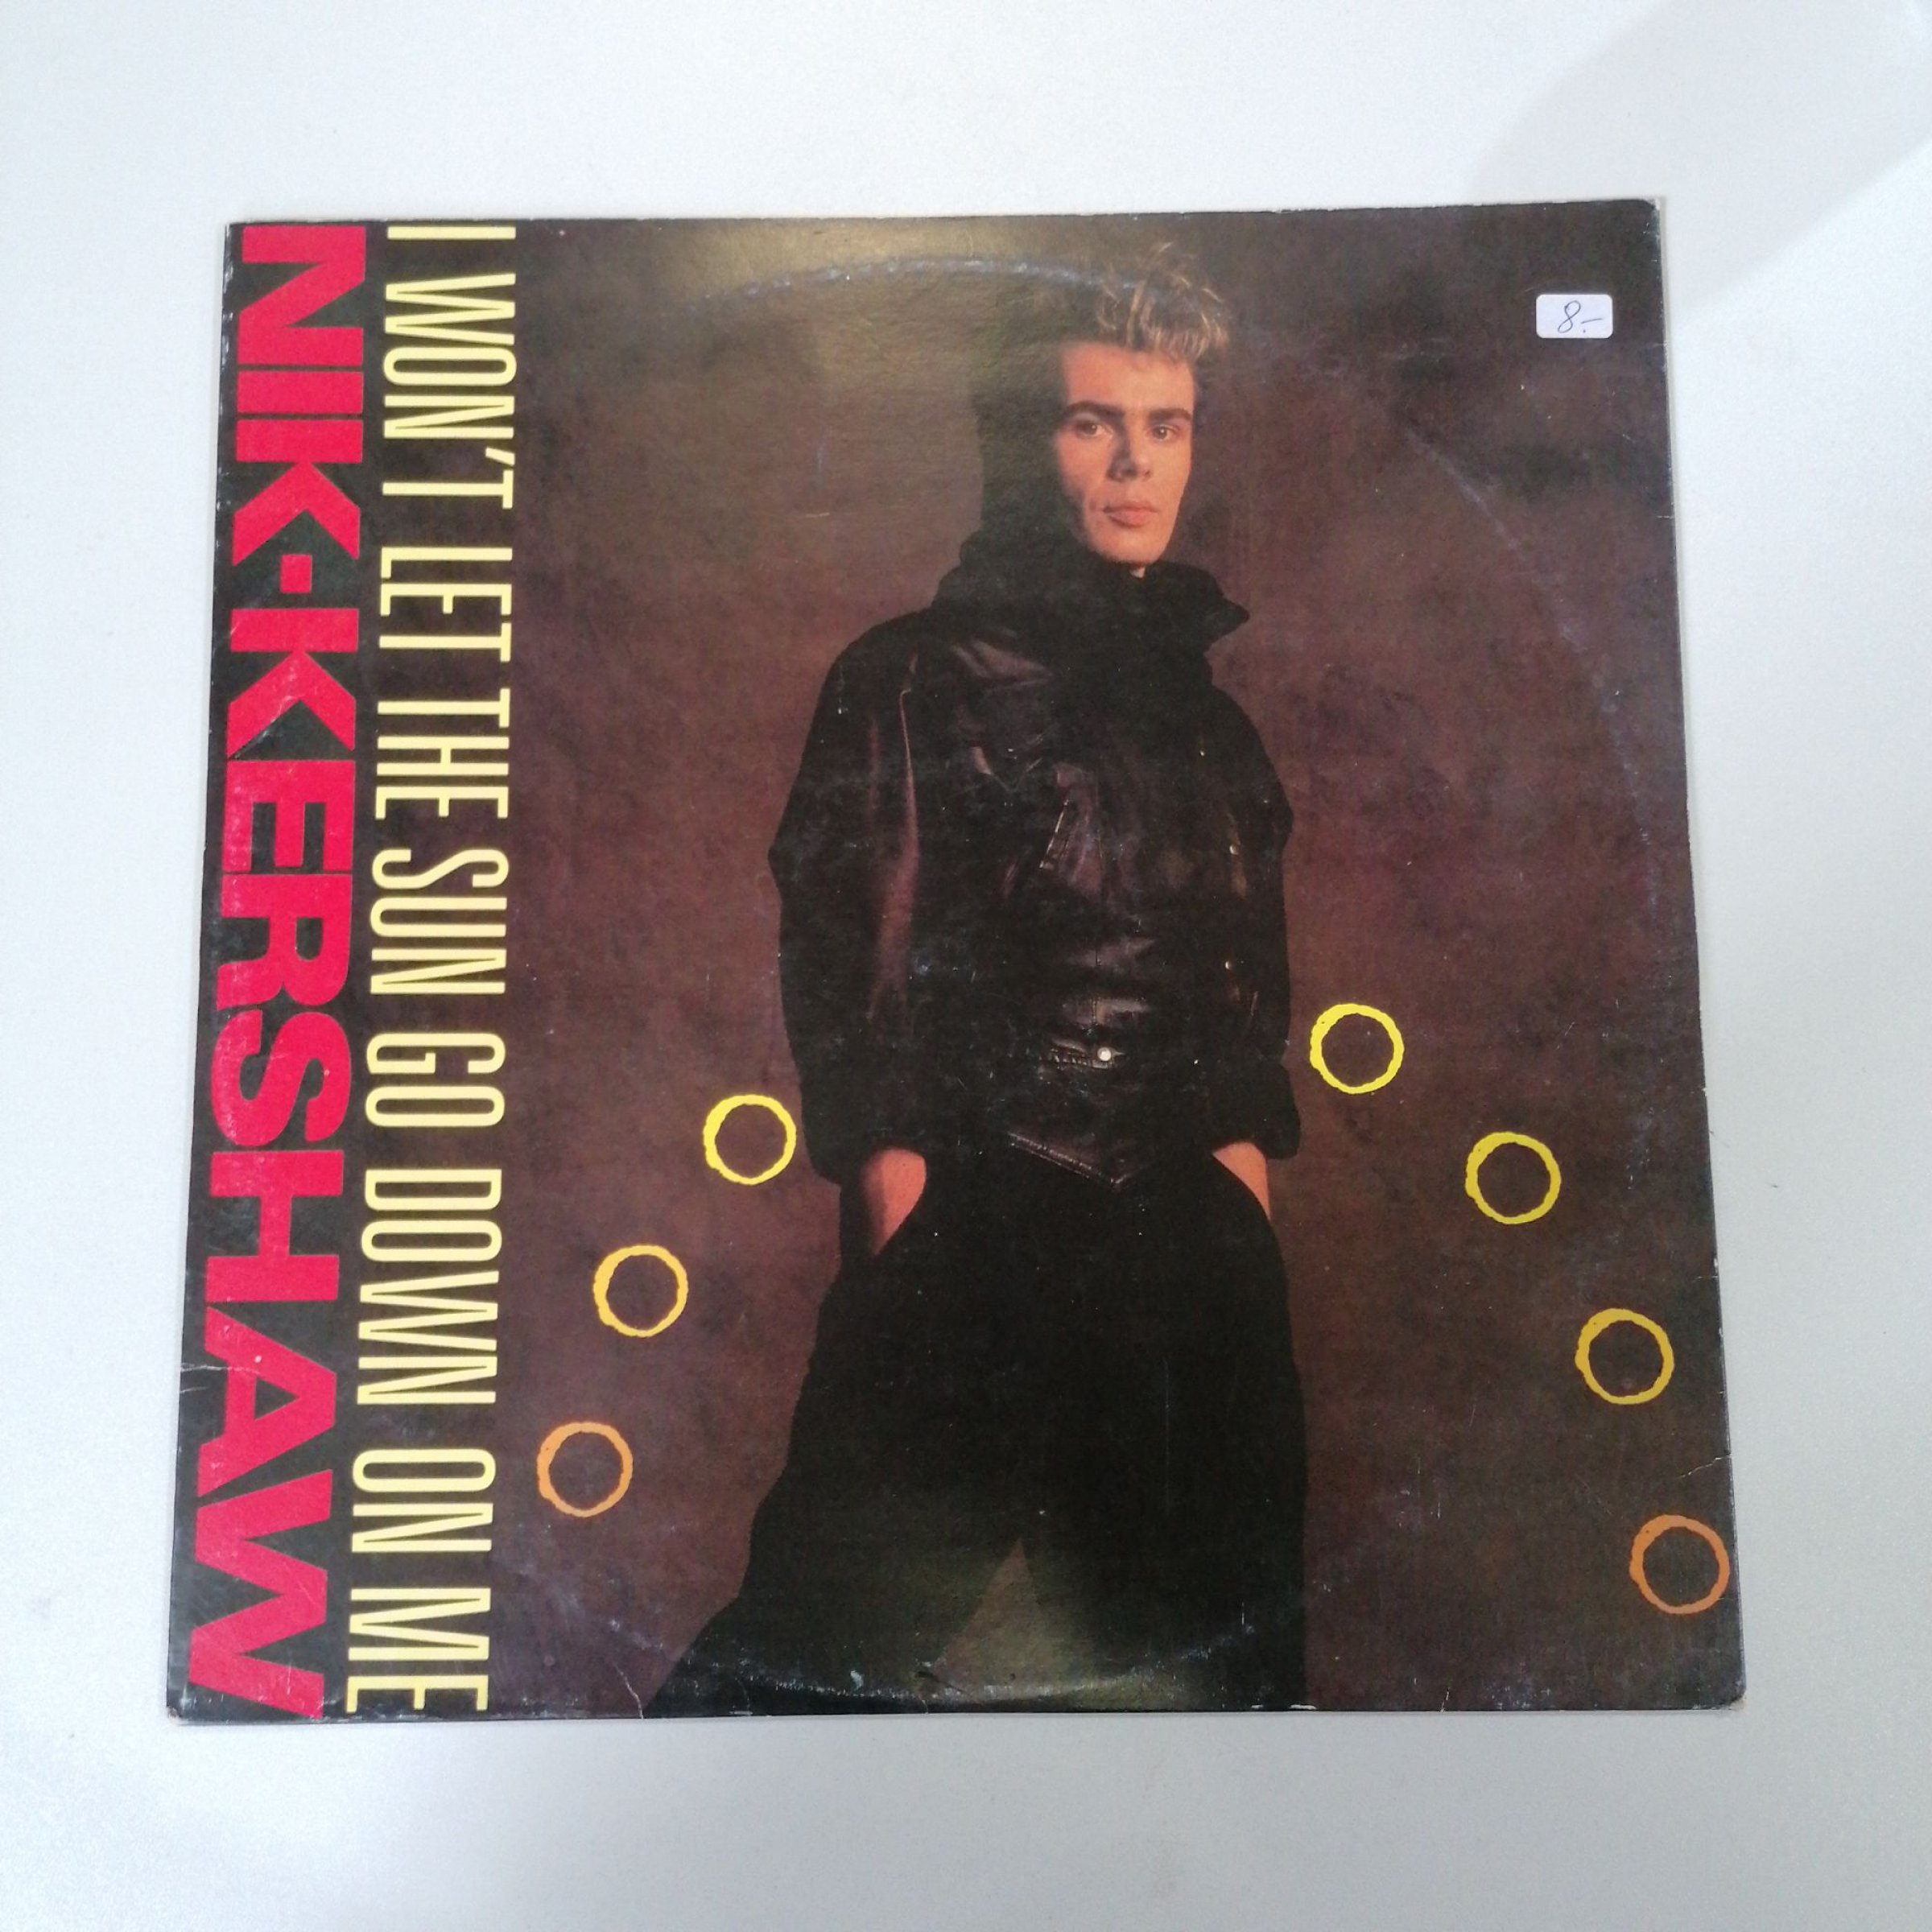 NIK·KERSHAW
I WON'T LET THE SUN GO DOWN ON ME
8.-